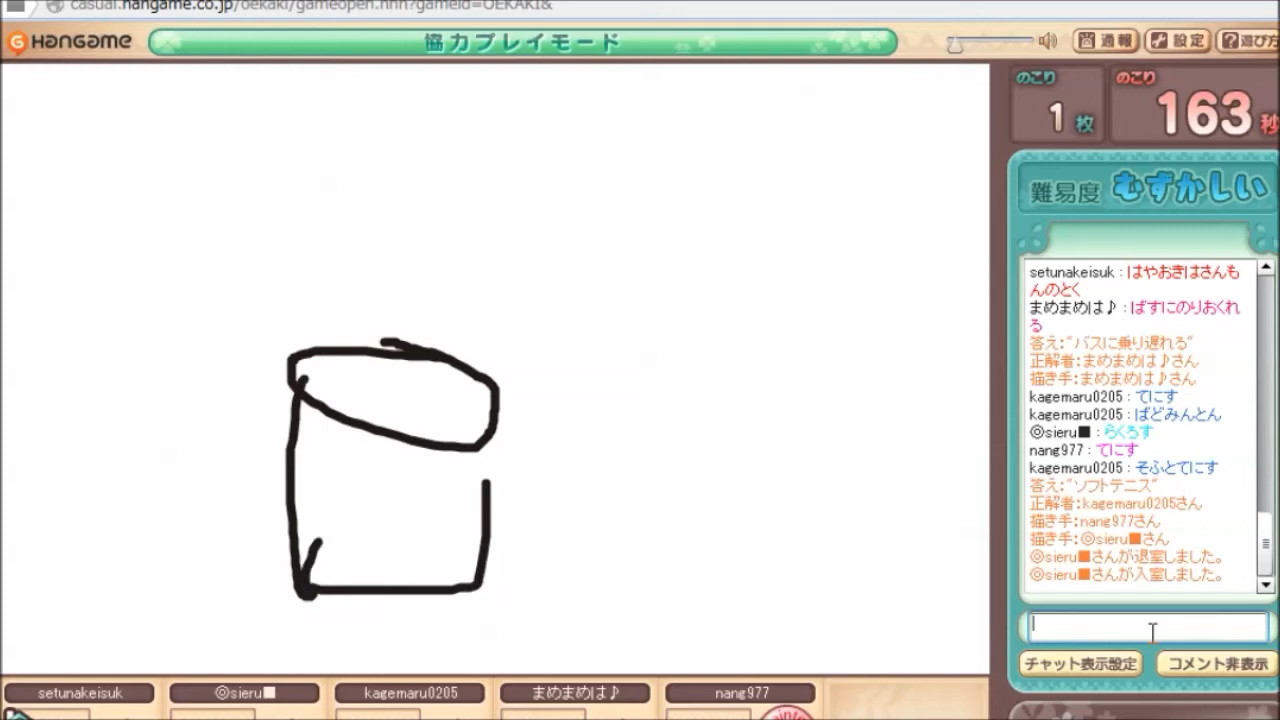 casual.hangame.co.jp/oekaki/gameopen.nhn?gameid=OEKAKI&
HANGAME
協力プレイモード
通報
設定
遊び方
のこり
1枚
のこり
163秒
難易度 むずかしい
setunakeisuk : はやおきはさんも
んのとく
まめまめは♪ : ばすにのりおくれ
る
答え:"バスに乗り遅れる"
正解者:まめまめは♪さん
描き手:まめまめは♪さん
kagemaru0205 : てにす
kagemaru0205 : ばどみんとん
◎sieru■ : らくろす
nang977 : てにす
kagemaru0205 : そふとてにす
答え:"ソフトテニス"
正解者:kagemaru0205さん
描き手:nang977さん
描き手:◎sieru■さん
◎sieru■さんが退室しました。
◎sieru■さんが入室しました。
チャット表示設定
コメント非表示
setunakeisuk
◎sieru■
kagemaru0205
まめまめは♪
nang977